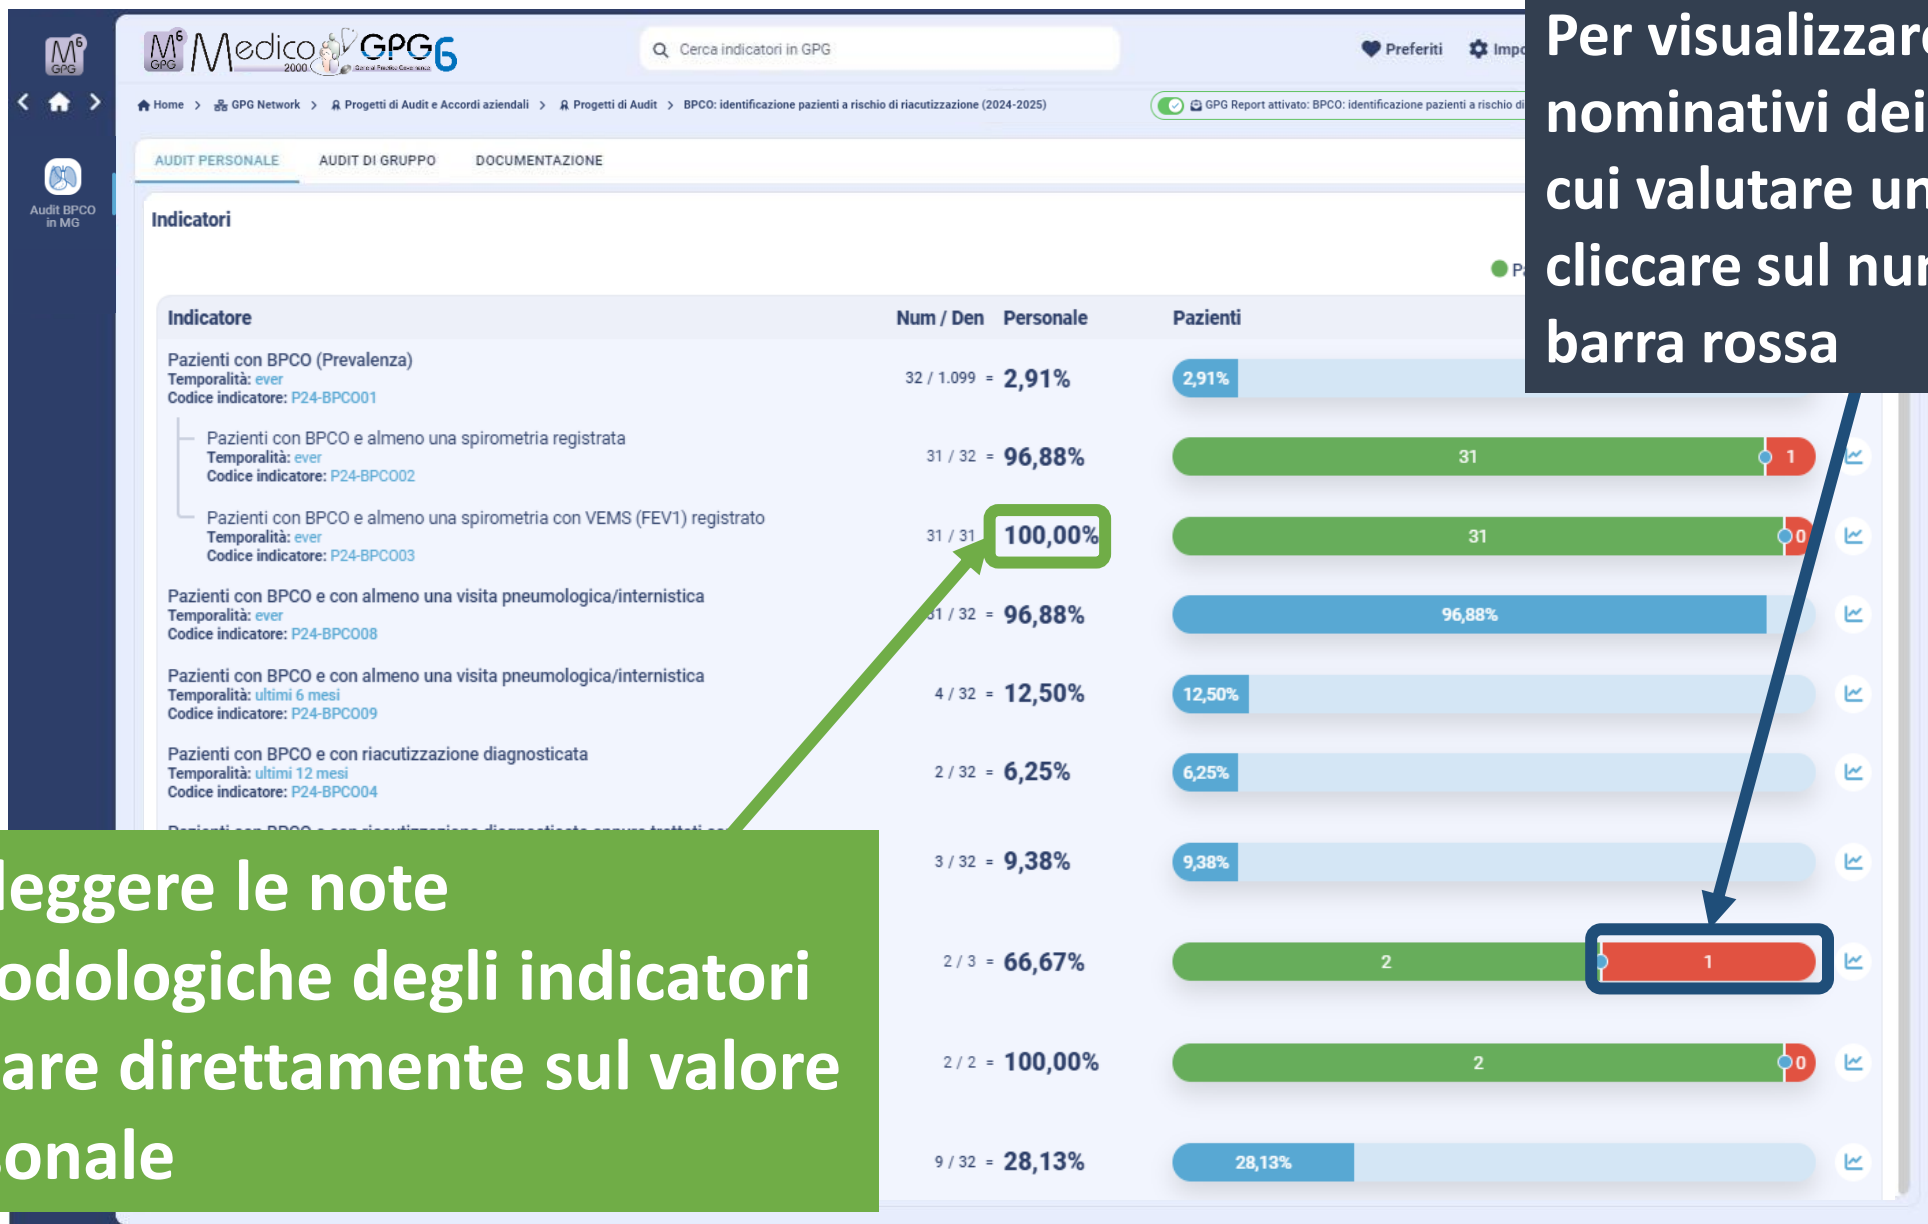 M⁶ GPG
M⁶ GPG Medico 2000 GPG6
Cerca indicatori in GPG
Preferiti
Per visualizzare
nominativi dei
cui valutare un
cliccare sul
barra rossa
Home > GPG Network > Progetti di Audit e Accordi aziendali > Progetti di Audit > BPCO: identificazione pazienti a rischio di riacutizzazione (2024-2025)
GPG Report attivato: BPCO: identificazione pazienti a rischio
Audit BPCO
in MG
AUDIT PERSONALE AUDIT DI GRUPPO DOCUMENTAZIONE
Indicatori
Indicatore Num / Den Personale Pazienti
Pazienti con BPCO (Prevalenza)
Temporalità: ever
Codice indicatore: P24-BPCO01
32 / 1.099 = 2,91% 2,91%
Pazienti con BPCO e almeno una spirometria registrata
Temporalità: ever
Codice indicatore: P24-BPCO02
31 / 32 = 96,88% 31 1
Pazienti con BPCO e almeno una spirometria con VEMS (FEV1) registrato
Temporalità: ever
Codice indicatore: P24-BPCO03
31 / 31 100,00% 31 0
Pazienti con BPCO e con almeno una visita pneumologica/internistica
Temporalità: ever
Codice indicatore: P24-BPCO08
31 / 32 = 96,88% 96,88%
Pazienti con BPCO e con almeno una visita pneumologica/internistica
Temporalità: ultimi 6 mesi
Codice indicatore: P24-BPCO09
4 / 32 = 12,50% 12,50%
Pazienti con BPCO e con riacutizzazione diagnosticata
Temporalità: ultimi 12 mesi
Codice indicatore: P24-BPCO04
2 / 32 = 6,25% 6,25%
3 / 32 = 9,38% 9,38%
2 / 3 = 66,67% 2 1
2 / 2 = 100,00% 2 0
9 / 32 = 28,13% 28,13%
leggere le note
odologiche degli indicatori
are direttamente sul valore
sonale